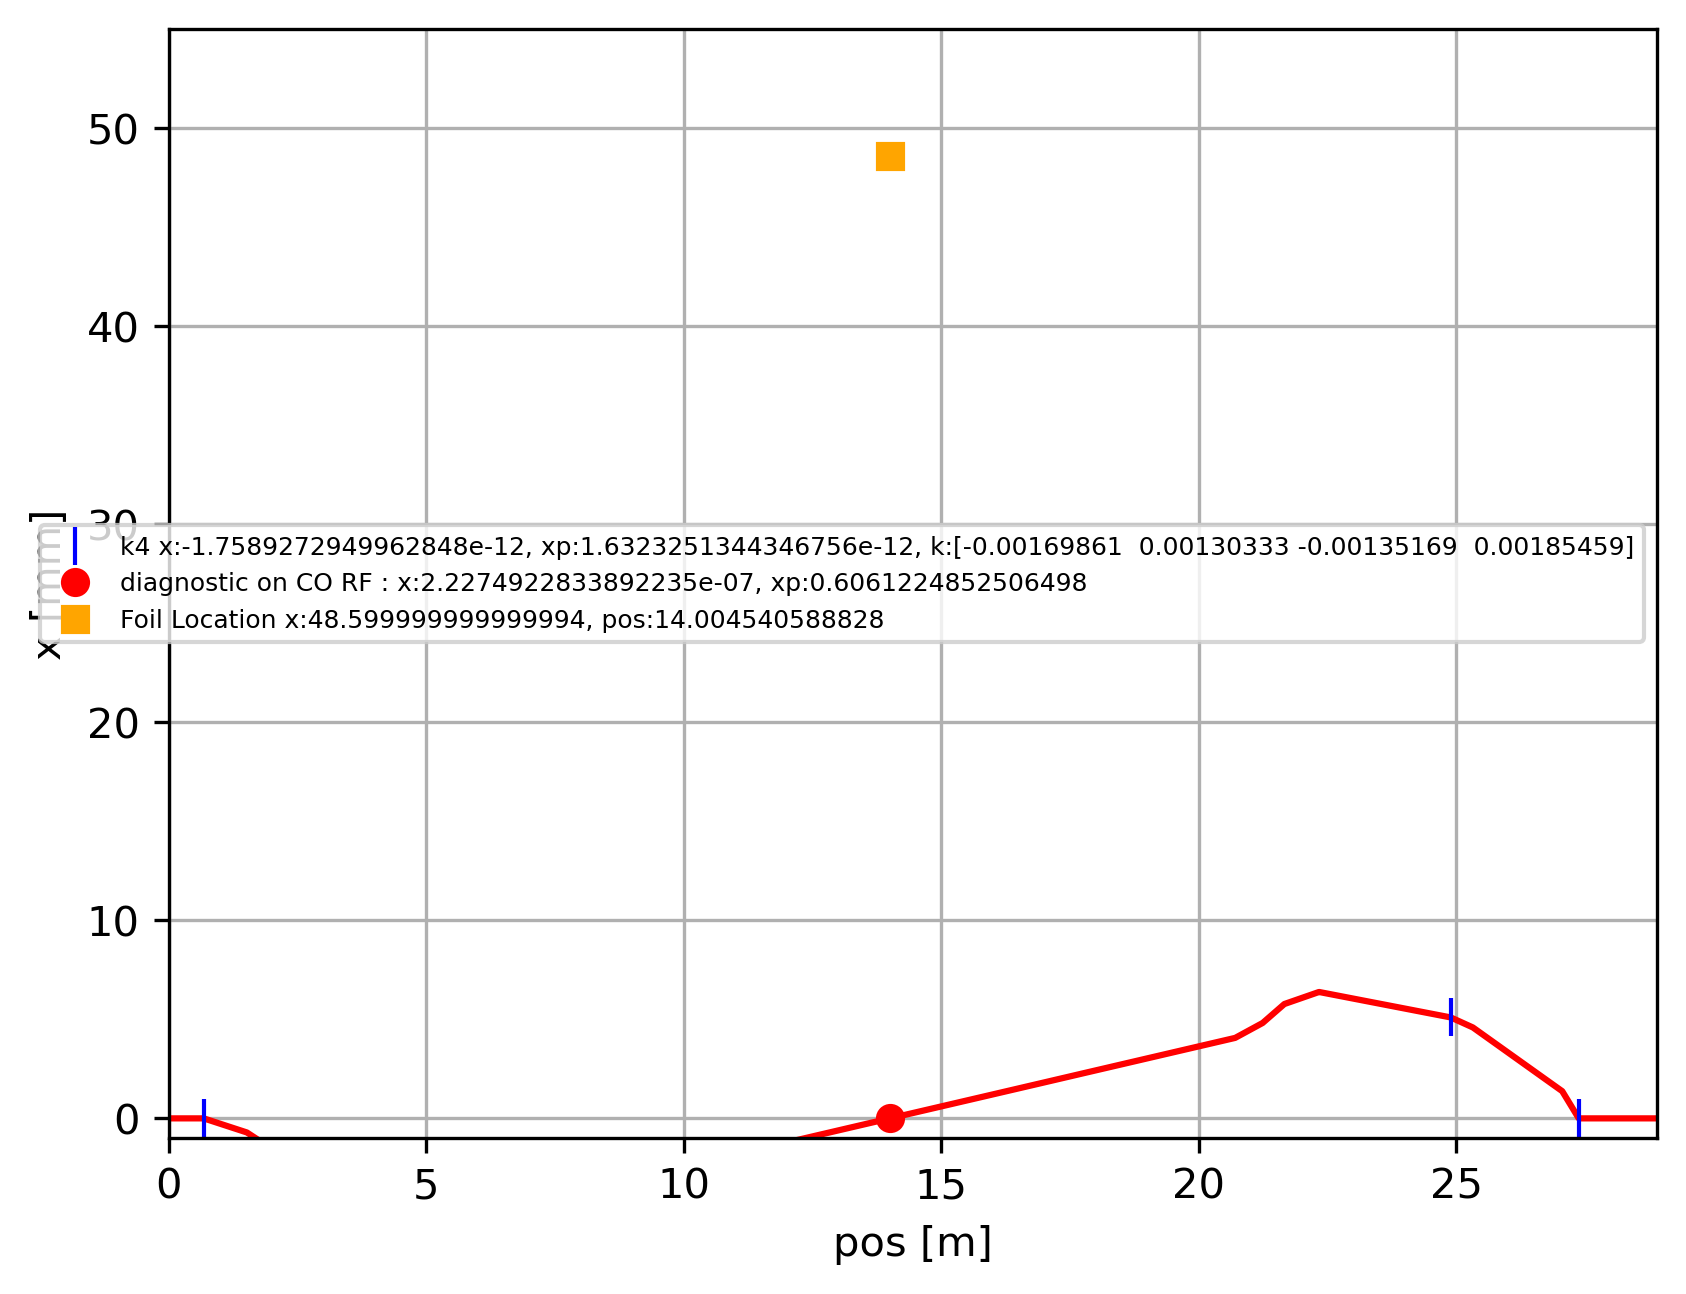 50
40
30
20
10
0
x [mm]
k4 x:-1.7589272949962848e-12, xp:1.6323251344346756e-12, k:[-0.00169861  0.00130333 -0.00135169  0.00185459]
diagnostic on CO RF : x:2.2274922833892235e-07, xp:0.6061224852506498
Foil Location x:48.599999999999994, pos:14.004540588828
0 5 10 15 20 25
pos [m]